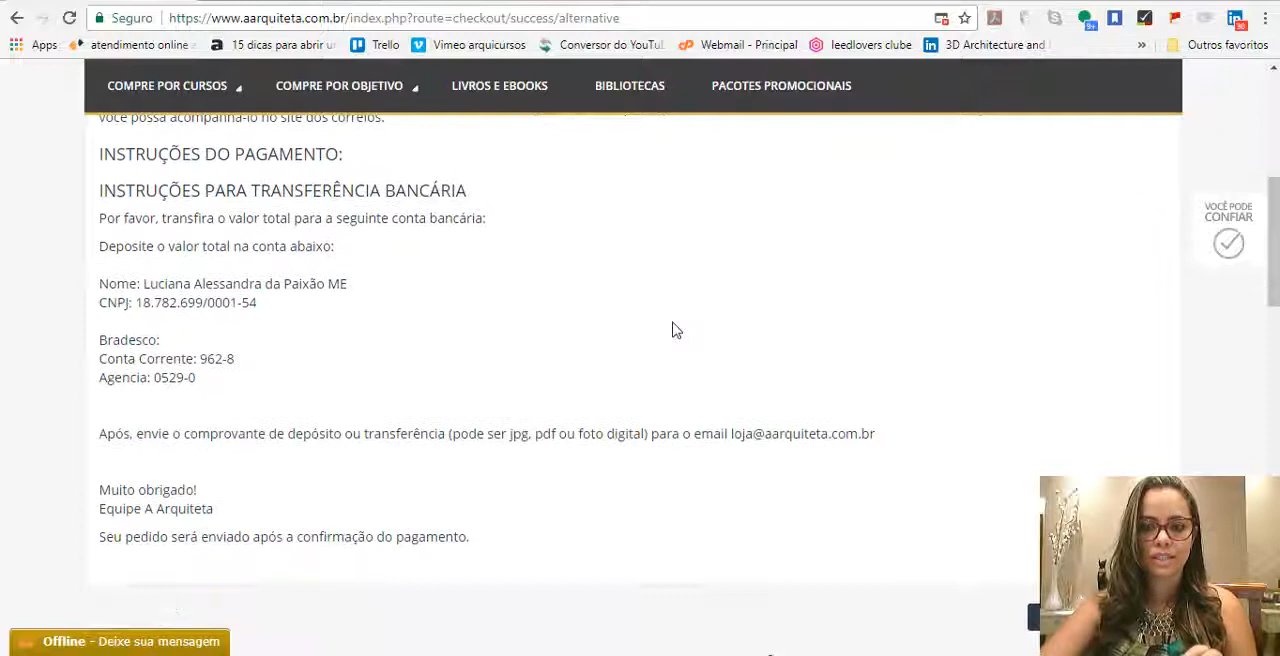 Seguro https://www.aarquiteta.com.br/index.php?route=checkout/success/alternative
Apps atendimento online 15 dicas para abrir u Trello Vimeo arquicursos Conversor do YouTu Webmail - Principal leedlovers clube 3D Architecture and Outros favoritos
COMPRE POR CURSOS COMPRE POR OBJETIVO LIVROS E EBOOKS BIBLIOTECAS PACOTES PROMOCIONAIS
você possa acompanhá-lo no site dos correios.
INSTRUÇÕES DO PAGAMENTO:
INSTRUÇÕES PARA TRANSFERÊNCIA BANCÁRIA
Por favor, transfira o valor total para a seguinte conta bancária:
Deposite o valor total na conta abaixo:
VOCÊ PODE
CONFIAR
Nome: Luciana Alessandra da Paixão ME
CNPJ: 18.782.699/0001-54
Bradesco:
Conta Corrente: 962-8
Agencia: 0529-0
Após, envie o comprovante de depósito ou transferência (pode ser jpg, pdf ou foto digital) para o email loja@aarquiteta.com.br
Muito obrigado!
Equipe A Arquiteta
Seu pedido será enviado após a confirmação do pagamento.
Offline - Deixe sua mensagem